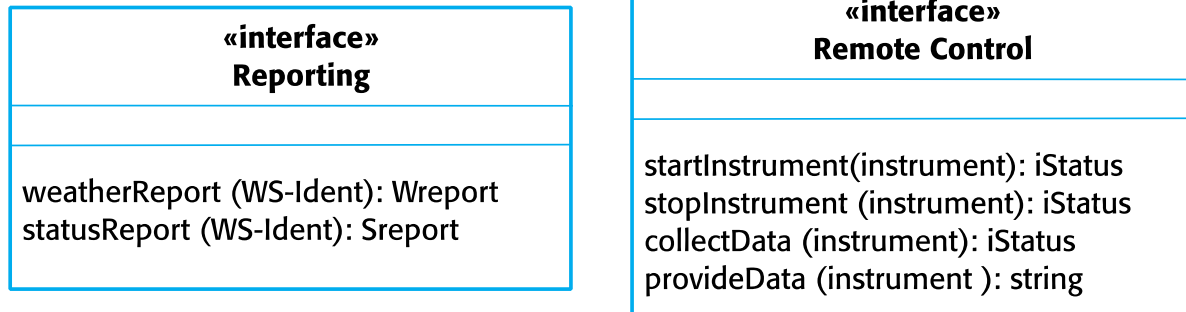 «interface»
Reporting
weatherReport (WS-Ident): Wreport
statusReport (WS-Ident): Sreport
«interface»
Remote Control
startInstrument(instrument): iStatus
stopInstrument (instrument): iStatus
collectData (instrument): iStatus
provideData (instrument ): string